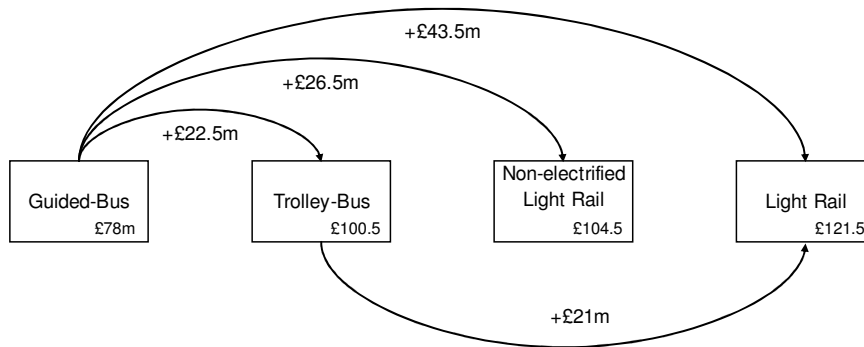 +£43.5m
+£26.5m
+£22.5m
Guided-Bus
£78m
Trolley-Bus
£100.5
Non-electrified
Light Rail
£104.5
Light Rail
£121.5
+£21m